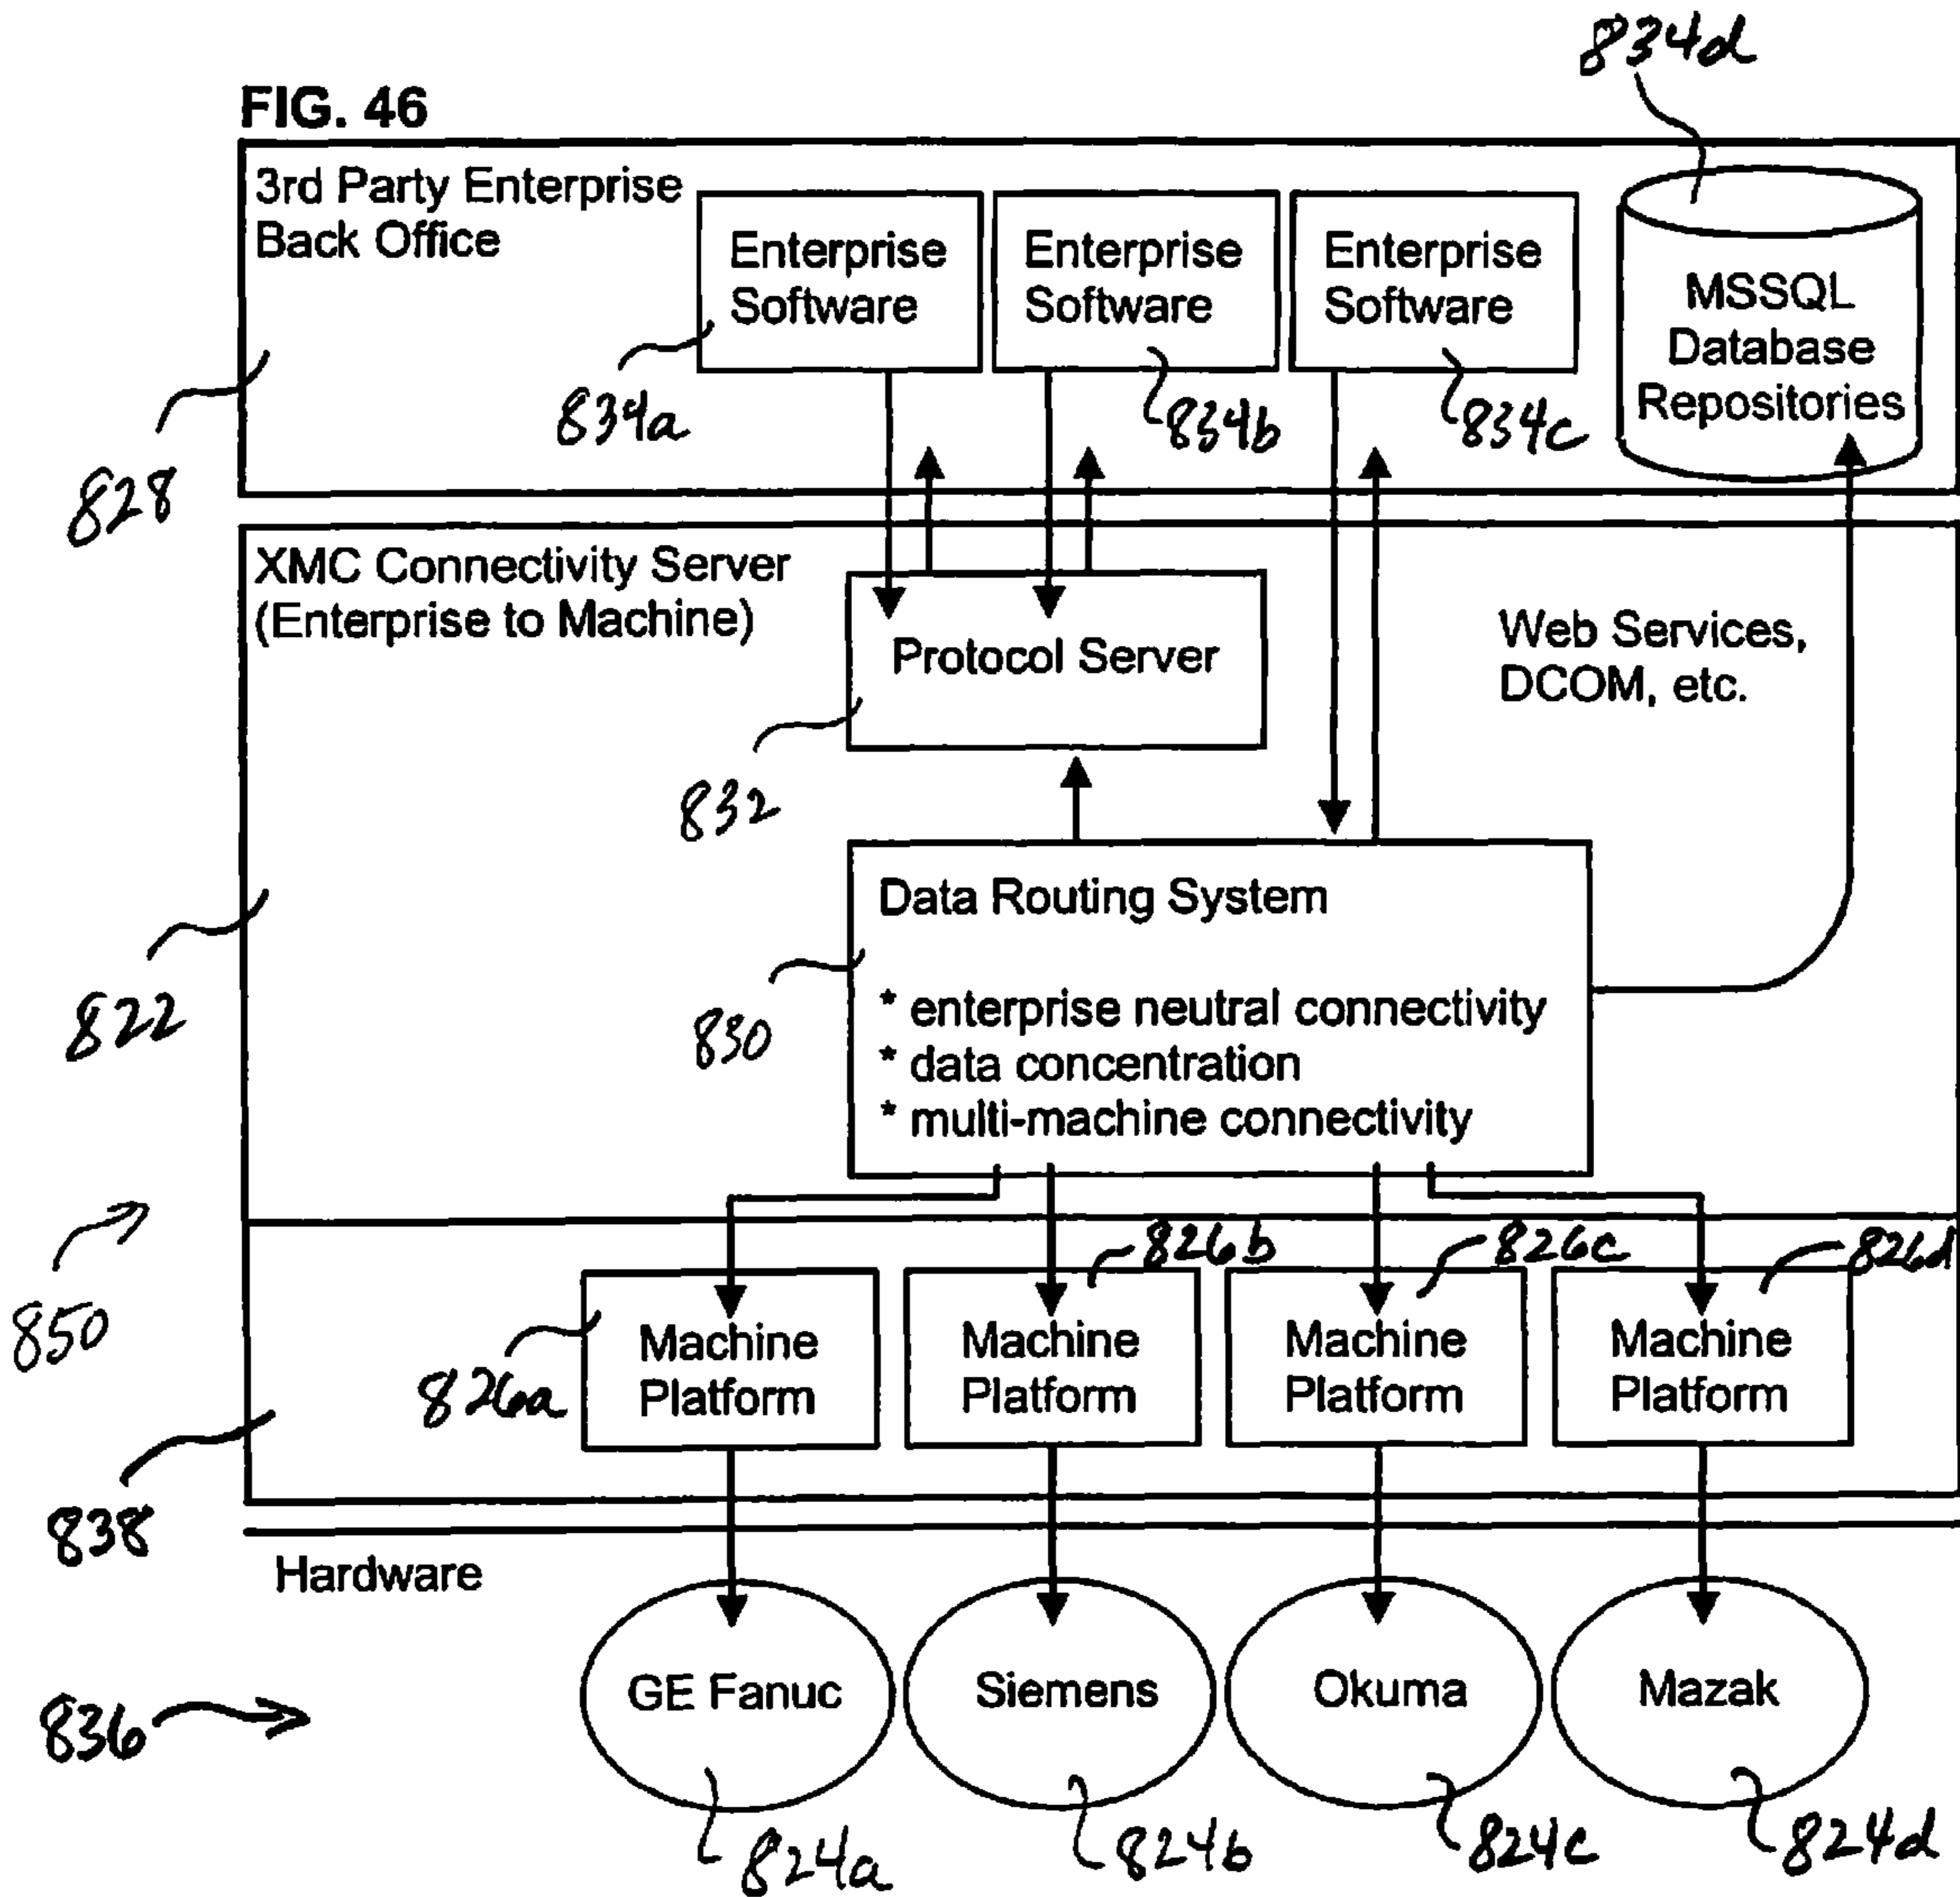 834d
FIG. 46
3rd Party Enterprise
Back Office
Enterprise
Software
Enterprise
Software
Enterprise
Software
MSSQL
Database
Repositories
834a
834b
834c
828
XMC Connectivity Server
(Enterprise to Machine)
Protocol Server
Web Services,
DCOM, etc.
832
Data Routing System
* enterprise neutral connectivity
* data concentration
* multi-machine connectivity
830
822
850
826b
826c
826d
Machine
Platform
Machine
Platform
Machine
Platform
Machine
Platform
826a
838
Hardware
GE Fanuc
Siemens
Okuma
Mazak
836
824a
824b
824c
824d